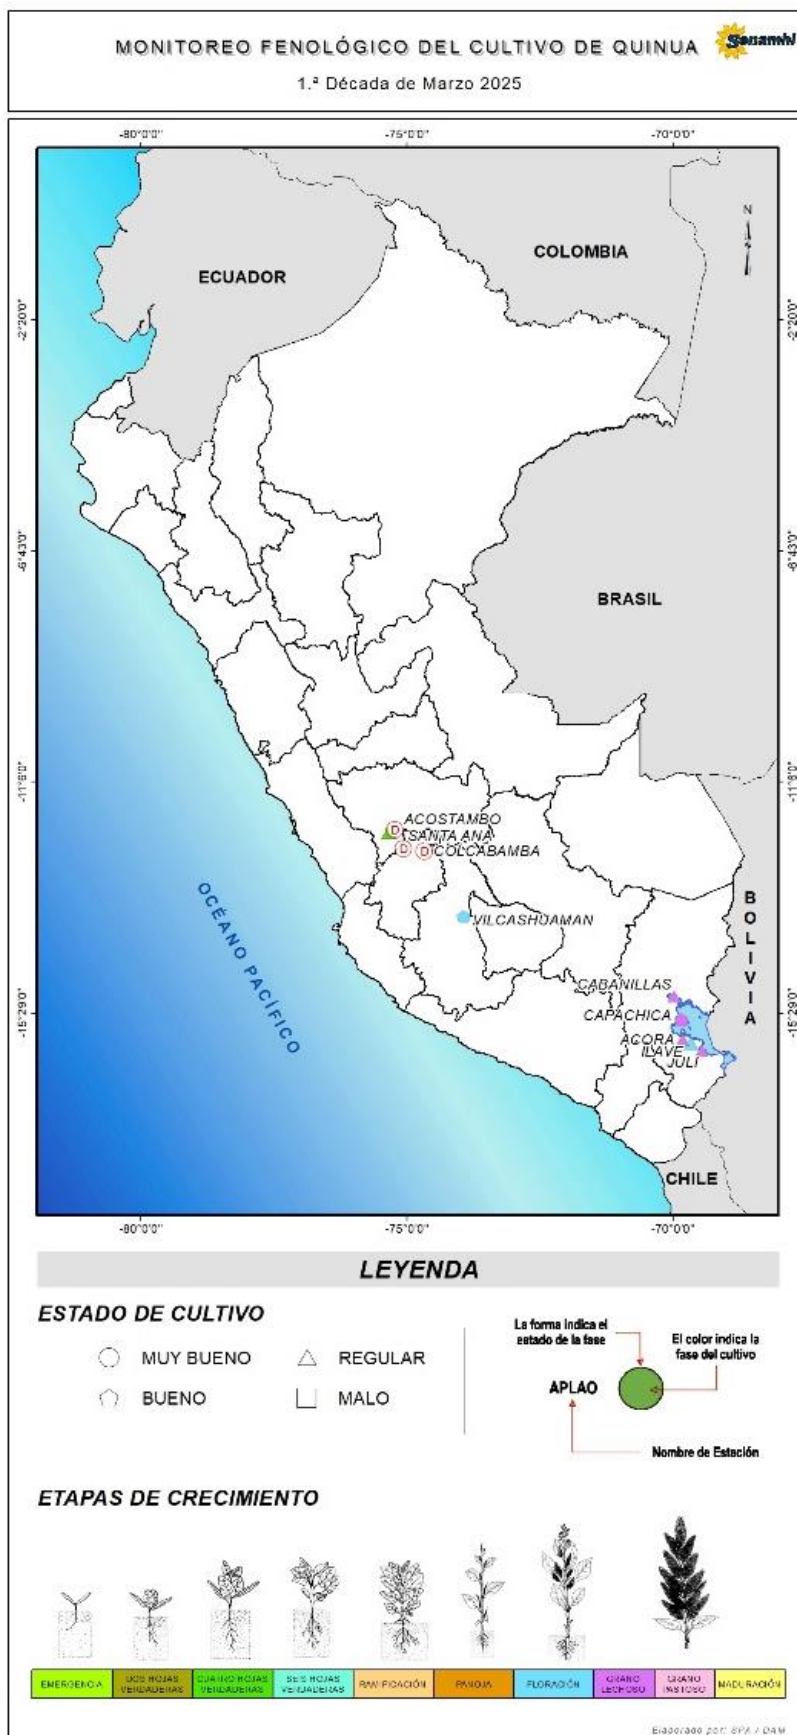 MONITOREO FENOLÓGICO DEL CULTIVO DE QUINUA
Senamhi
1.ª Década de Marzo 2025
-80°0'0"
-75°0'0"
-70°0'0"
N
COLOMBIA
ECUADOR
-2°20'0"
-2°20'0"
-6°43'0"
-6°43'0"
BRASIL
-11°6'0"
-11°6'0"
D
ACOSTAMBO
SANTA ANA
D
D
COLCABAMBA
OCÉANO PACÍFICO
BOLIVIA
VILCASHUAMAN
CABANILLAS
-15°29'0"
-15°29'0"
CAPACHICA
ACORA
ILAVE
JULI
CHILE
-80°0'0"
-75°0'0"
-70°0'0"
LEYENDA
ESTADO DE CULTIVO
MUY BUENO
REGULAR
BUENO
MALO
La forma indica el
estado de la fase
El color indica la
fase del cultivo
APLAO
Nombre de Estación
ETAPAS DE CRECIMIENTO
EMERGENCIA
DOS HOJAS
VERDADERAS
CUATRO HOJAS
VERDADERAS
SEIS HOJAS
VERDADERAS
RAMIFICACIÓN
PANOJA
FLORACIÓN
GRANO
LECHOSO
GRANO
PASTOSO
MADURACIÓN
Elaborado por: SPA / DAM